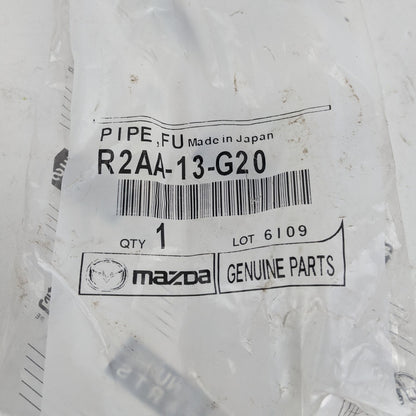 PIPE,FU Made in Japan
R2AA-13-G20
QTY 1 LOT 6109
mazda GENUINE PARTS